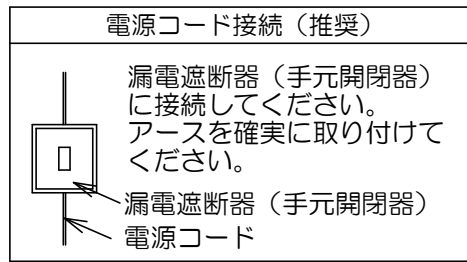 電源コード接続（推奨）
漏電遮断器（手元開閉器）
に接続してください。
アースを確実に取り付けて
ください。
漏電遮断器（手元開閉器）
電源コード